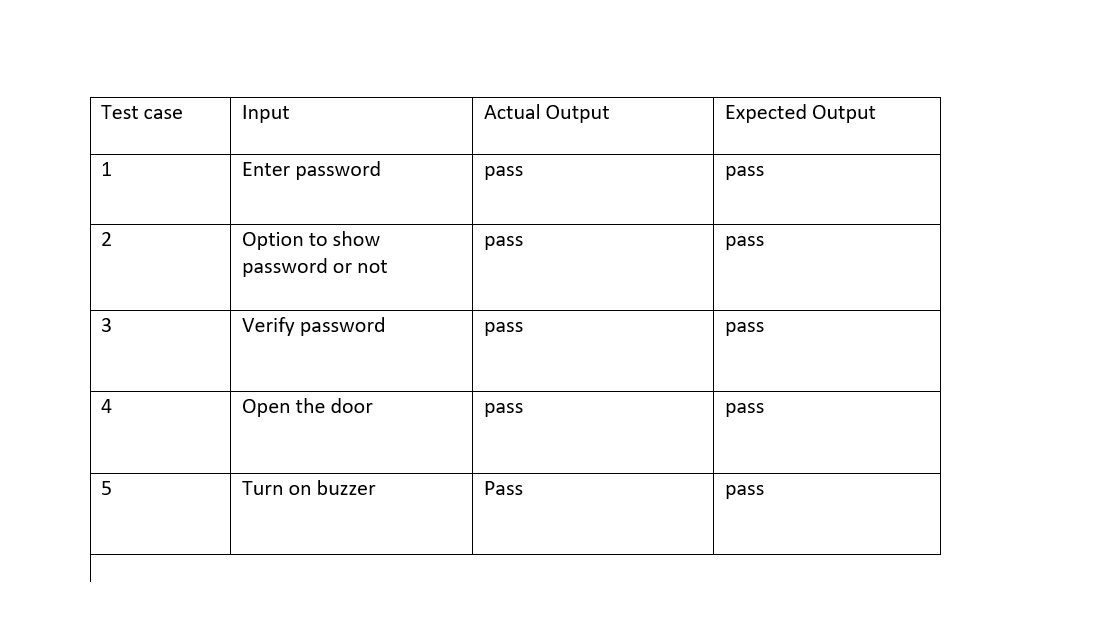 Test case Input Actual Output Expected Output
1 Enter password pass pass
2 Option to show pass pass
password or not
3 Verify password pass pass
4 Open the door pass pass
5 Turn on buzzer Pass pass